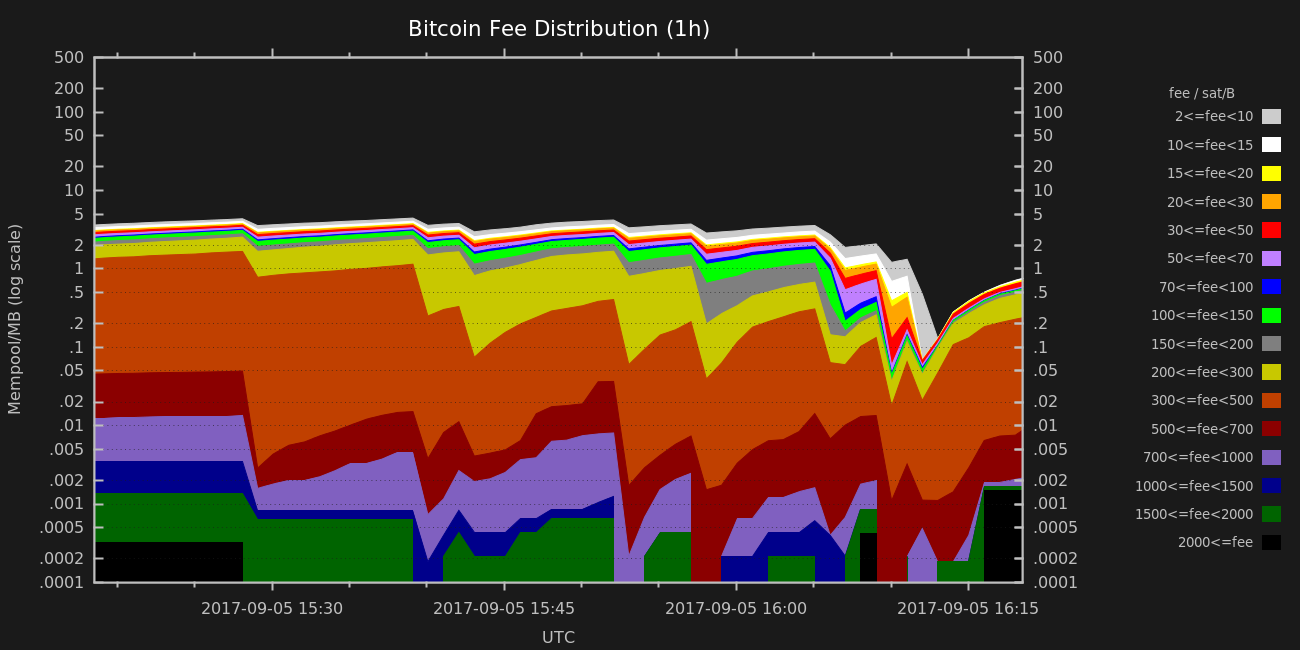 Bitcoin Fee Distribution (1h)
500 500
200 200
100 100
50 50
20 20
10 10
5 5
2 2
1 1
.5 .5
.2 .2
.1 .1
.05 .05
.02 .02
.01 .01
.005 .005
.002 .002
.001 .001
.0005 .0005
.0002 .0002
.0001 .0001
Mempool/MB (log scale)
2017-09-05 15:30 2017-09-05 15:45 2017-09-05 16:00 2017-09-05 16:15
UTC
fee / sat/B
2<=fee<10
10<=fee<15
15<=fee<20
20<=fee<30
30<=fee<50
50<=fee<70
70<=fee<100
100<=fee<150
150<=fee<200
200<=fee<300
300<=fee<500
500<=fee<700
700<=fee<1000
1000<=fee<1500
1500<=fee<2000
2000<=fee